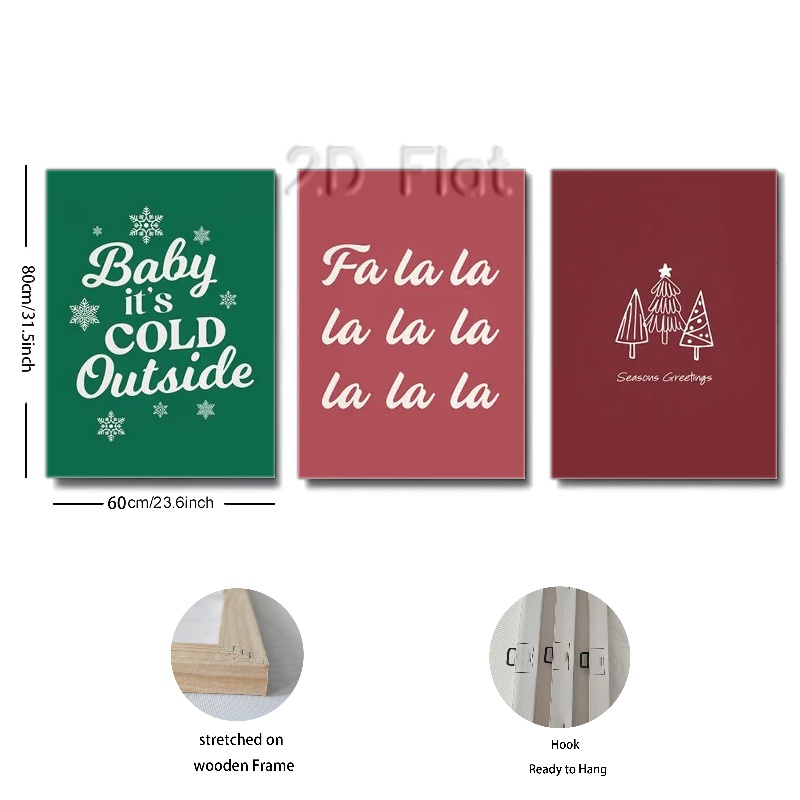 2D Flat
Baby
it's
COLD
Outside
Fa la la
la la la
la la la
Seasons Greetings
80cm/31.5inch
60cm/23.6inch
stretched on
wooden Frame
Hook
Ready to Hang